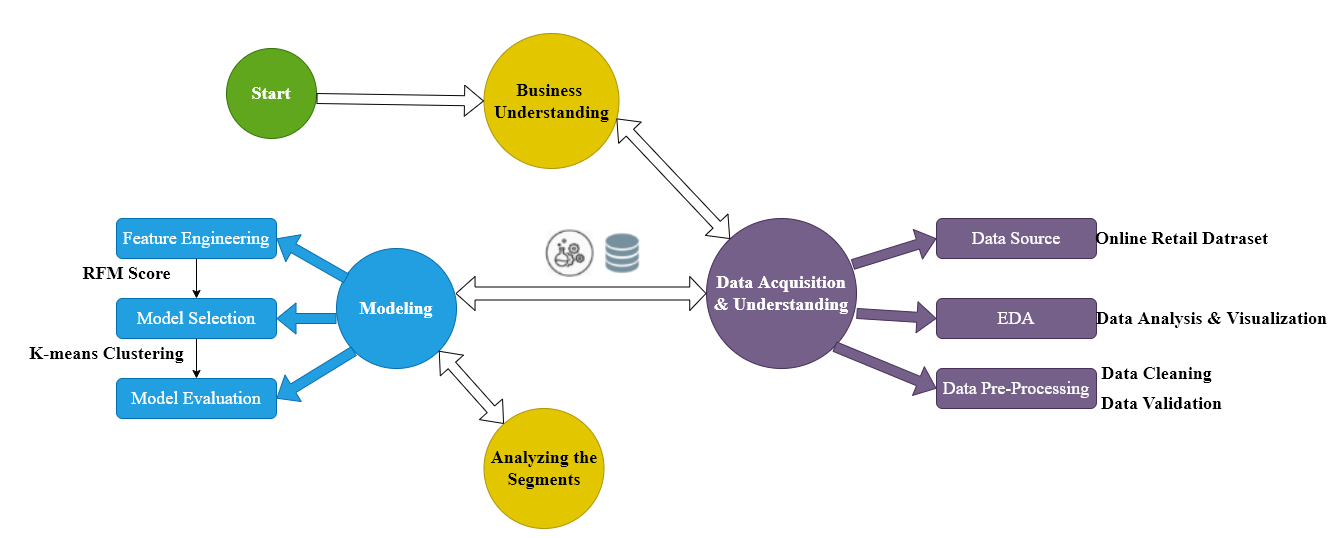 Start
Business
Understanding
Feature Engineering
RFM Score
Model Selection
K-means Clustering
Model Evaluation
Modeling
Data Acquisition
& Understanding
Data Source
Online Retail Datraset
EDA
Data Analysis & Visualization
Data Pre-Processing
Data Cleaning
Data Validation
Analyzing the
Segments